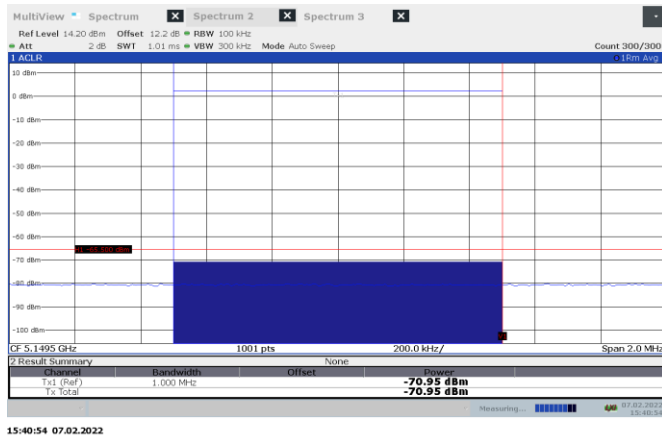 MultiView Spectrum X Spectrum 2 X Spectrum 3 X
Ref Level 14.20 dBm Offset 12.2 dB RBW 100 kHz
Att 2 dB SWT 1.01 ms VBW 300 kHz Mode Auto Sweep Count 300/300
1 ACLR 1Rm Avg
10 dBm
0 dBm
-10 dBm
-20 dBm
-30 dBm
-40 dBm
-50 dBm
-60 dBm
H1 -65.500 dBm
-70 dBm
-80 dBm
-90 dBm
-100 dBm
CF 5.1495 GHz 1001 pts 200.0 kHz/ Span 2.0 MHz
2 Result Summary None
Channel Bandwidth Offset Power
Tx1 (Ref) 1.000 MHz -70.95 dBm
Tx Total -70.95 dBm
Measuring... 07.02.2022
15:40:54
15:40:54 07.02.2022